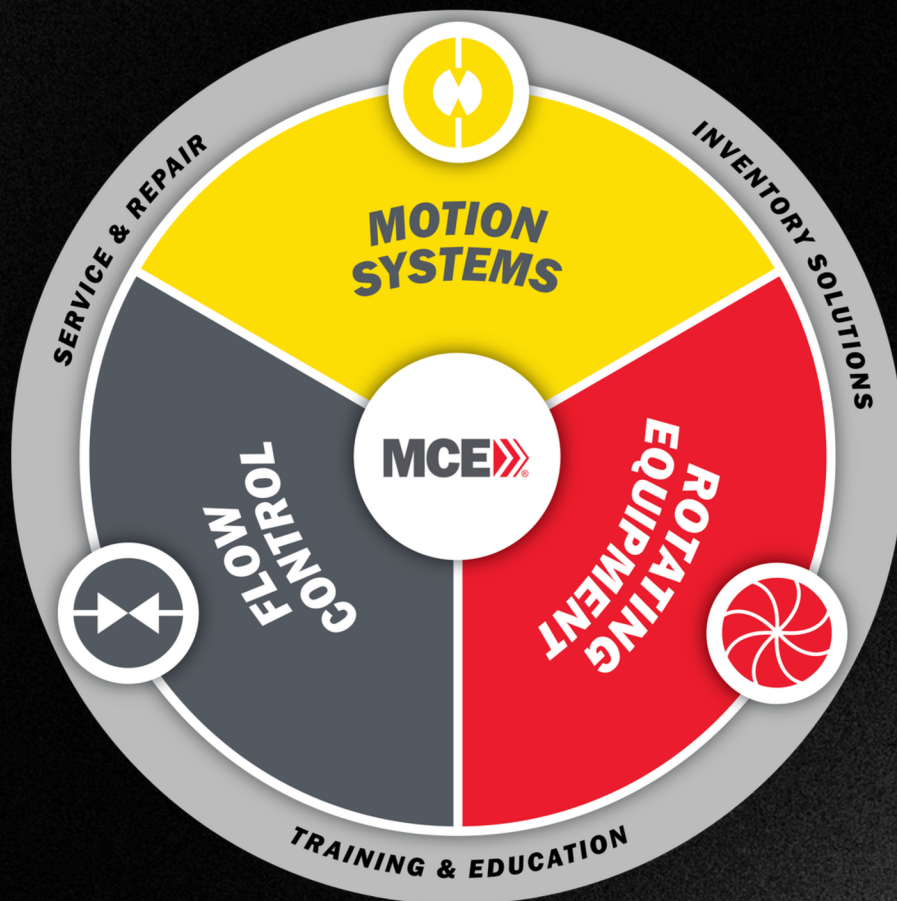 SERVICE & REPAIR
INVENTORY SOLUTIONS
MOTION
SYSTEMS
MCE
®
FLOW
CONTROL
ROTATING
EQUIPMENT
TRAINING & EDUCATION